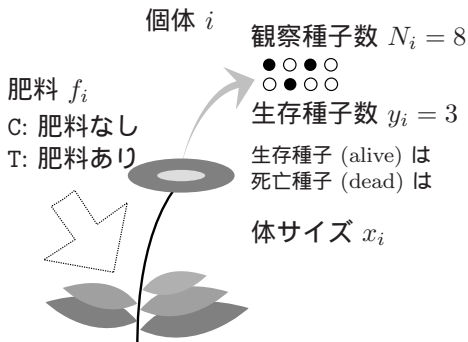 個体 i
観察種子数 N_i = 8
生存種子数 y_i = 3
生存種子 (alive) は
死亡種子 (dead) は
肥料 f_i
C: 肥料なし
T: 肥料あり
体サイズ x_i